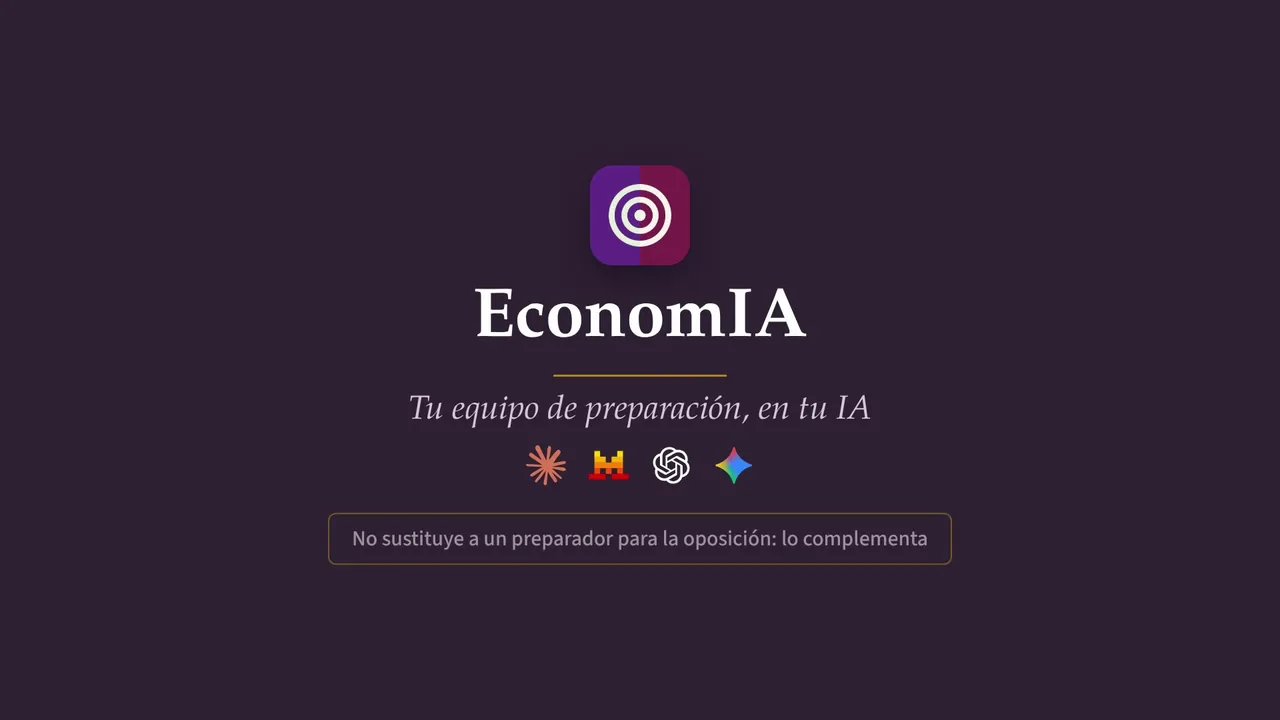 EconomIA
Tu equipo de preparación, en tu IA
No sustituye a un preparador para la oposición: lo complementa